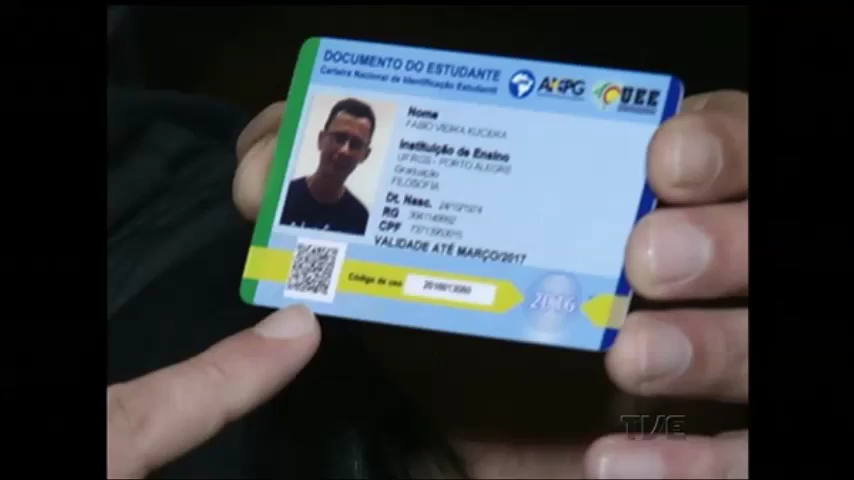 DOCUMENTO DO ESTUDANTE
Carteira Nacional de Identificação Estudantil
ANPG
UEE
Nome
FABIO VIEIRA KUCERA
Instituição de Ensino
UFRGS - PORTO ALEGRE
Graduação
FILOSOFIA
Dt. Nasc.
RG
CPF
VALIDADE ATÉ MARÇO/2017
Código de uso
2016
TVE